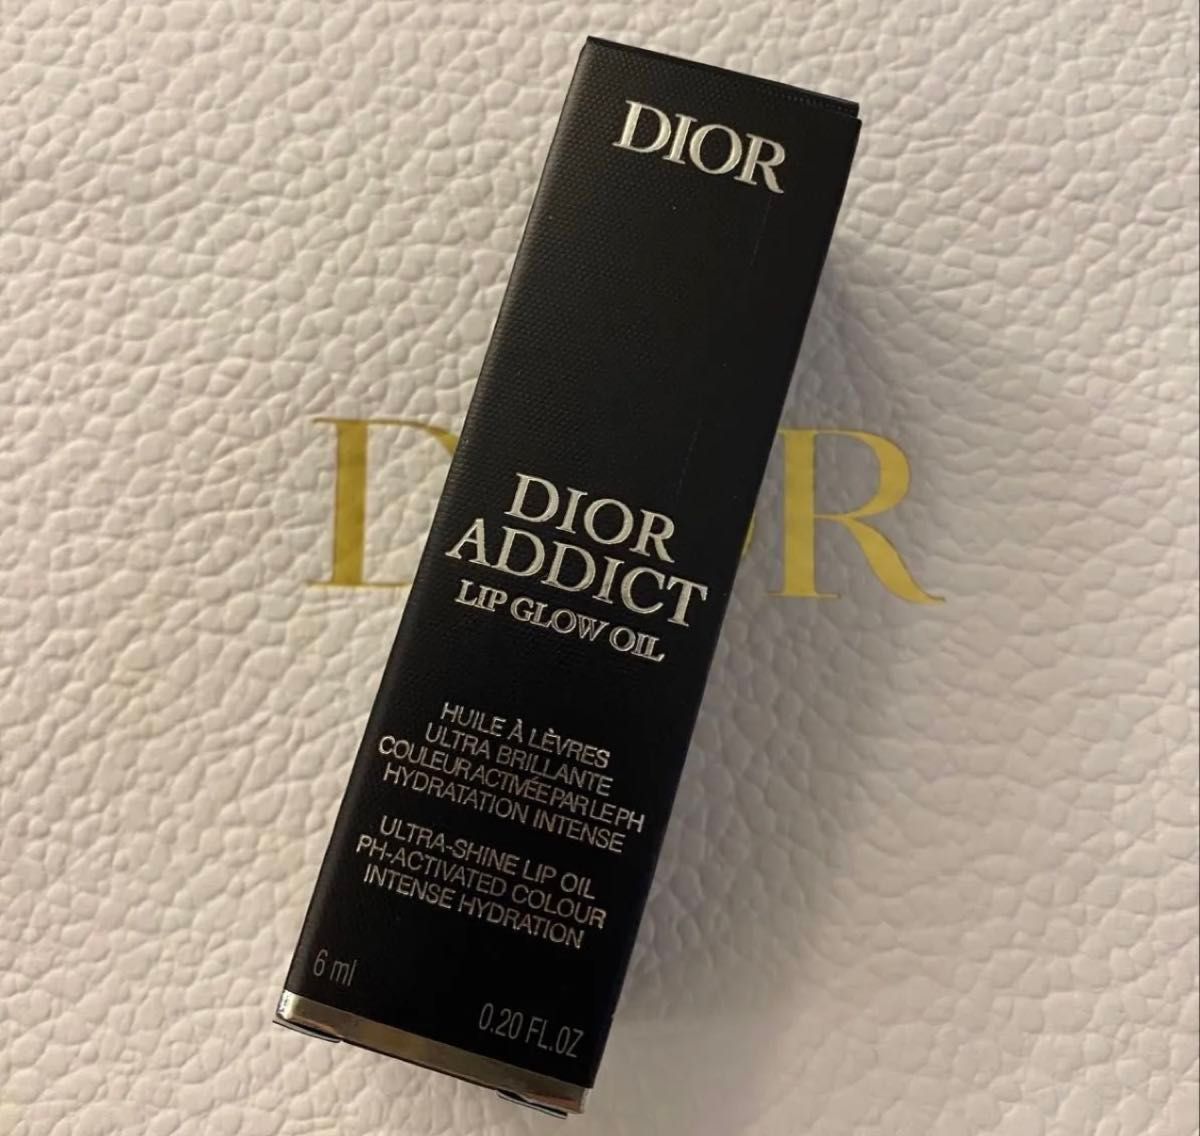 DIOR
DIOR
DIOR
ADDICT
LIP GLOW OIL
HUILE À LÈVRES
ULTRA BRILLANTE
COULEUR ACTIVÉE PAR LE PH
HYDRATATION INTENSE
ULTRA-SHINE LIP OIL
PH-ACTIVATED COLOUR
INTENSE HYDRATION
6 ml
0.20 FL.OZ